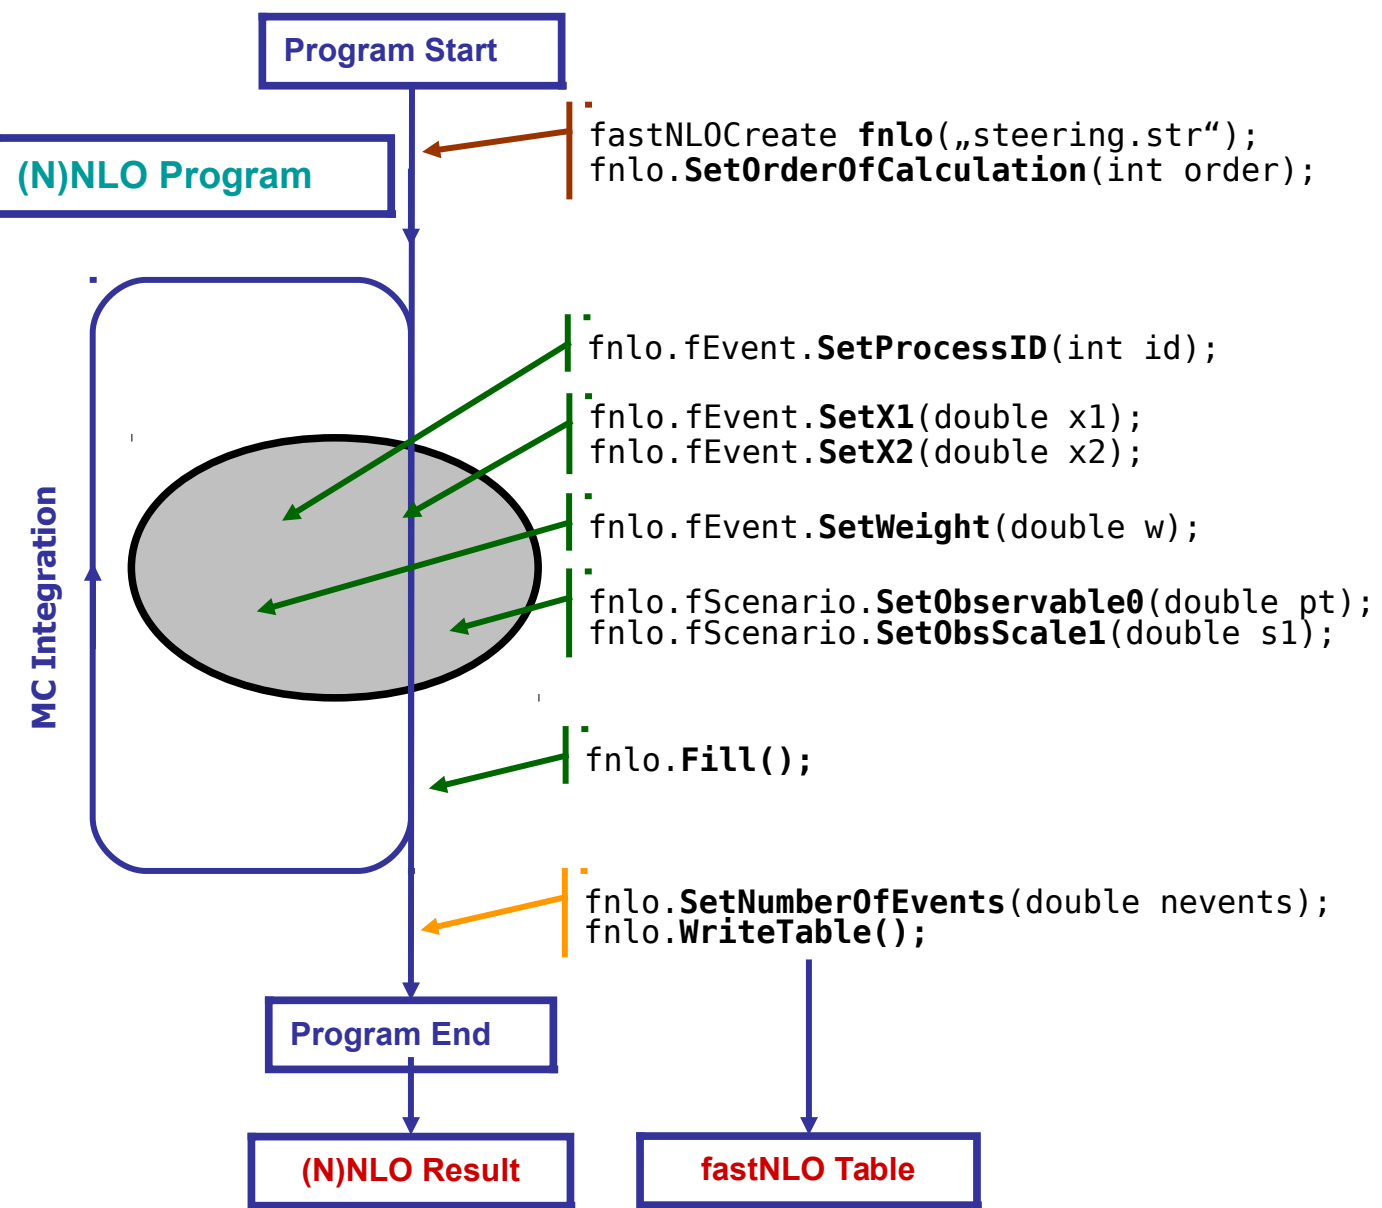 Program Start
fastNLOCreate fnlo(„steering.str“);
fnlo.SetOrderOfCalculation(int order);
(N)NLO Program
fnlo.fEvent.SetProcessID(int id);
fnlo.fEvent.SetX1(double x1);
fnlo.fEvent.SetX2(double x2);
MC Integration
fnlo.fEvent.SetWeight(double w);
fnlo.fScenario.SetObservable0(double pt);
fnlo.fScenario.SetObsScale1(double s1);
fnlo.Fill();
fnlo.SetNumberOfEvents(double nevents);
fnlo.WriteTable();
Program End
(N)NLO Result
fastNLO Table